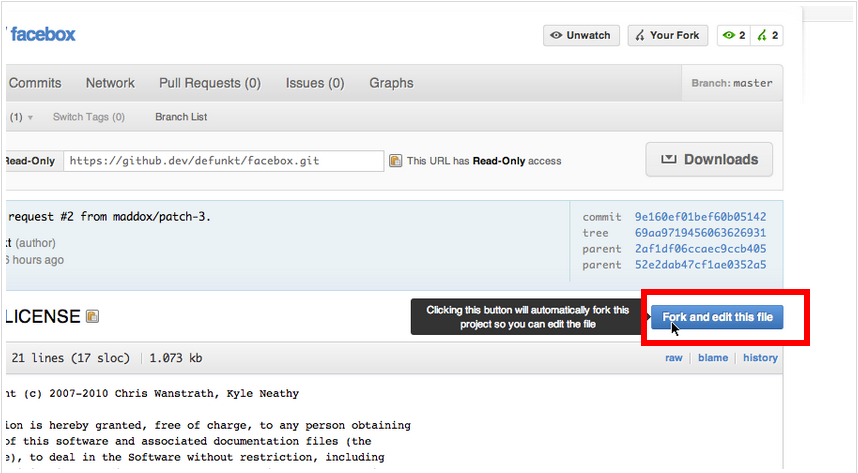 facebox
Unwatch
Your Fork
2
2
Commits
Network
Pull Requests (0)
Issues (0)
Graphs
Branch: master
(1)
Switch Tags (0)
Branch List
Read-Only
https://github.dev/defunkt/facebox.git
This URL has Read-Only access
Downloads
request #2 from maddox/patch-3.
(author)
hours ago
commit 9e160ef01bef60b05142
tree 69aa9719456063626931
parent 2af1df06ccaec9ccb405
parent 52e2dab47cf1ae0352a5
LICENSE
Clicking this button will automatically fork this
project so you can edit the file
Fork and edit this file
21 lines (17 sloc)
1.073 kb
raw
blame
history
nt (c) 2007-2010 Chris Wanstrath, Kyle Neathy
ion is hereby granted, free of charge, to any person obtaining
of this software and associated documentation files (the
e), to deal in the Software without restriction, including